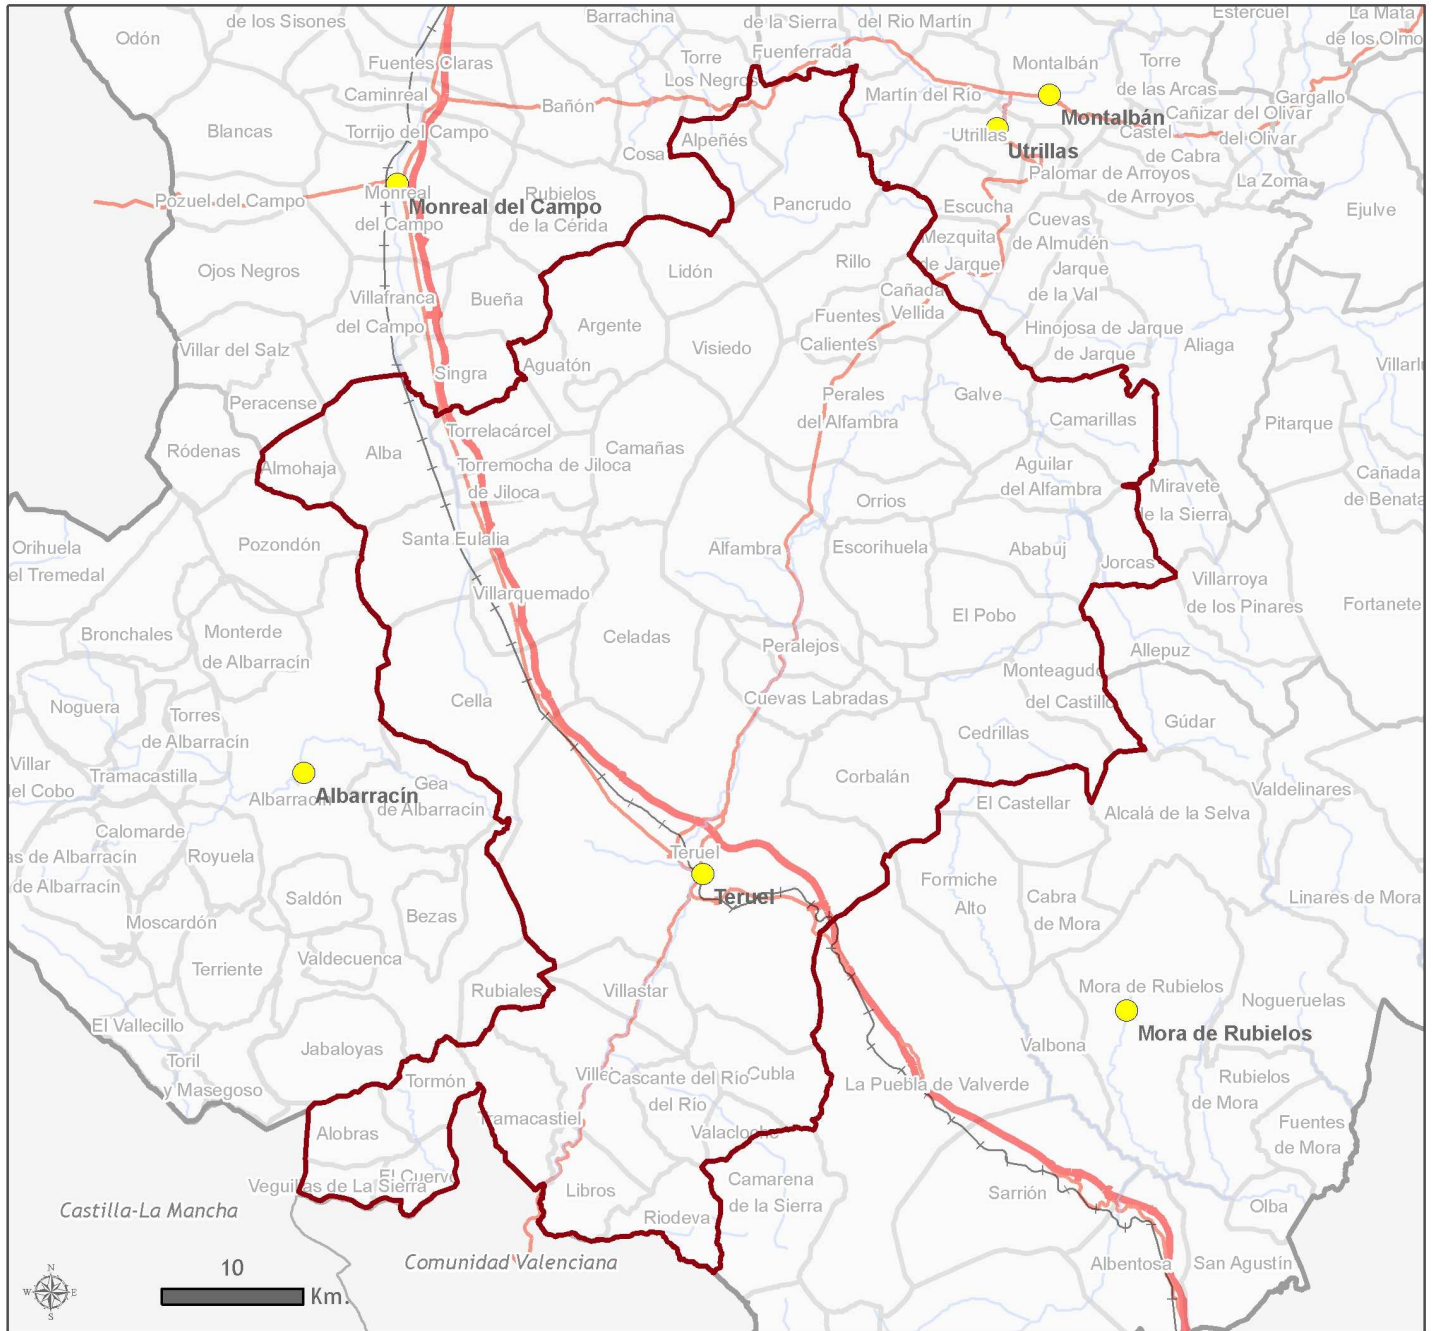 de los Sisones
Barrachina
de la Sierra
del Rio Martín
Estercuel
La Mata
de los Olmo
Odón
Fuentes Claras
Torre
Los Negros
Fuenferrada
Montalbán
Torre
de las Arcas
Caminreal
Bañón
Martín del Río
Montalbán
Gargallo
Cañizar del Olivar
del Olivar
Blancas
Torrijo del Campo
Cosa
Alpeñés
Utrillas
Utrillas
Castel
de Cabra
Pozuel del Campo
Monreal
del Campo
Monreal del Campo
Rubielos
de la Cérida
Pancrudo
Escucha
Palomar de Arroyos
de Arroyos
La Zoma
Ejulve
Mezquita
de Jarque
Cuevas
de Almudén
Ojos Negros
Lidón
Rillo
Jarque
de la Val
Villafranca
del Campo
Bueña
Argente
Cañada
Vellida
Fuentes
Calientes
Hinojosa de Jarque
de Jarque
Aliaga
Villar del Salz
Singra
Aguatón
Visiedo
Villarlu
Peracense
Perales
del Alfambra
Galve
Camarillas
Pitarque
Ródenas
Almohaja
Alba
Torrelacárcel
Camañas
Torremocha de Jiloca
de Jiloca
Aguilar
del Alfambra
Miravete
de la Sierra
Cañada
de Benata
Orrios
Orihuela
el Tremedal
Pozondón
Santa Eulalia
Alfambra
Escorihuela
Ababuj
Jorcas
Villarroya
de los Pinares
Fortanete
Villarquemado
Bronchales
Monterde
de Albarracín
Celadas
Peralejos
El Pobo
Allepuz
Monteagudo
del Castillo
Noguera
Torres
de Albarracín
Cella
Cuevas Labradas
Cedrillas
Gúdar
Villar
el Cobo
Tramacastilla
Albarracín
Albarracín
Gea
de Albarracín
Corbalán
El Castellar
Valdelinares
Alcalá de la Selva
Calomarde
as de Albarracín
de Albarracín
Royuela
Teruel
Teruel
Saldón
Formiche
Alto
Cabra
de Mora
Linares de Mora
Moscardón
Bezas
Valdecuenca
Terriente
Rubiales
Villastar
Mora de Rubielos
Mora de Rubielos
Nogueruelas
El Vallecillo
Jabaloyas
Valbona
Toril
y Masegoso
Tormón
Ville
Cascante del Río
del Río
Cubla
La Puebla de Valverde
Rubielos
de Mora
Alobras
Tramacastiel
Valacloche
Fuentes
de Mora
Veguillas de La Sierra
El Cuervo
Libros
Riodeva
Camarena
de la Sierra
Sarrión
Olba
Castilla-La Mancha
Comunidad Valenciana
Albentosa
San Agustín
N
W
E
S
10
Km.